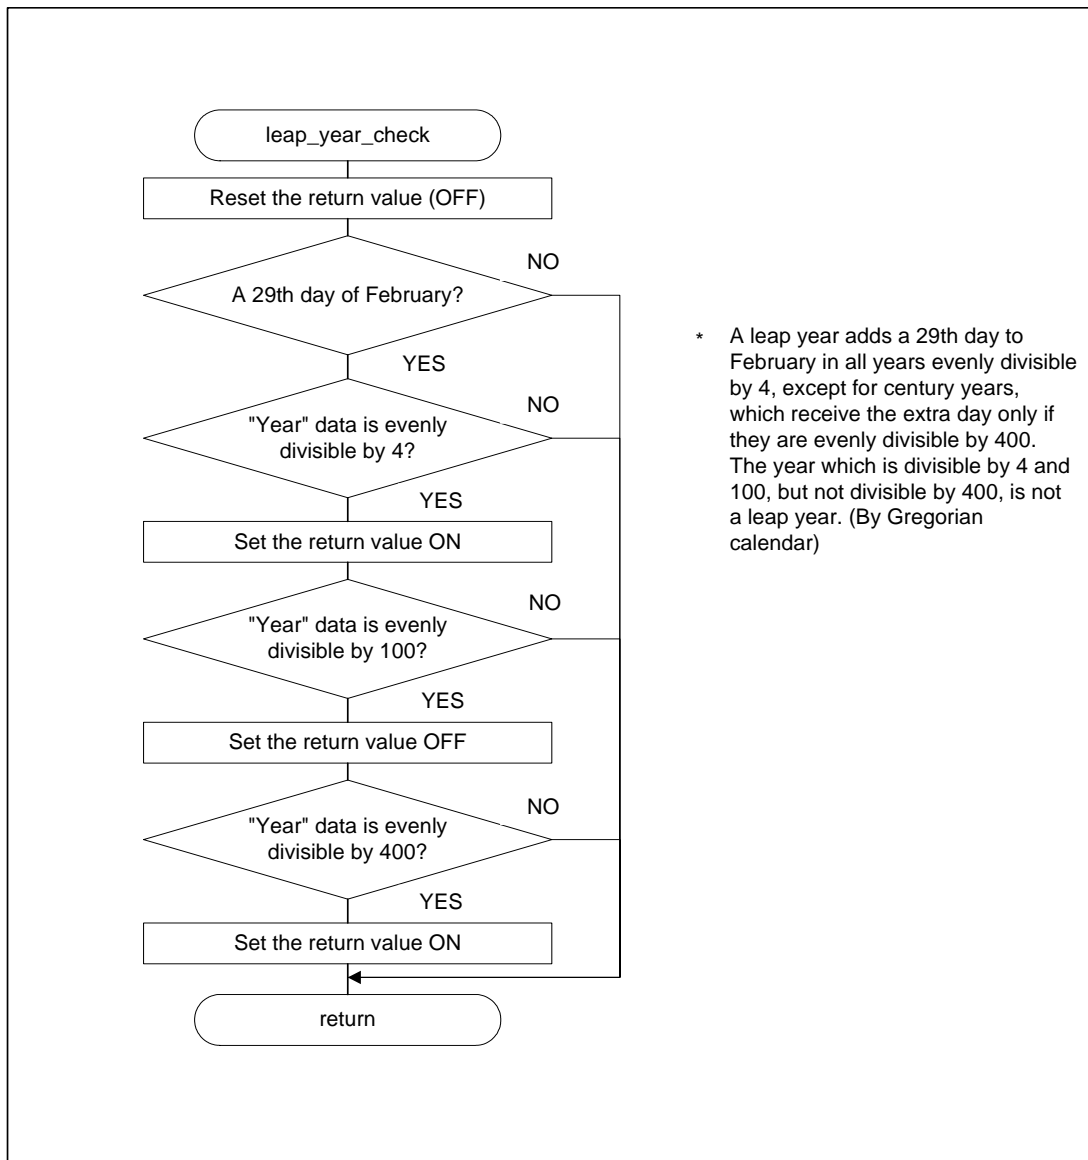 leap_year_check
Reset the return value (OFF)
NO
A 29th day of February?
YES
NO
"Year" data is evenly
divisible by 4?
YES
Set the return value ON
NO
"Year" data is evenly
divisible by 100?
YES
Set the return value OFF
NO
"Year" data is evenly
divisible by 400?
YES
Set the return value ON
return
* A leap year adds a 29th day to
February in all years evenly divisible
by 4, except for century years,
which receive the extra day only if
they are evenly divisible by 400.
The year which is divisible by 4 and
100, but not divisible by 400, is not
a leap year. (By Gregorian
calendar)